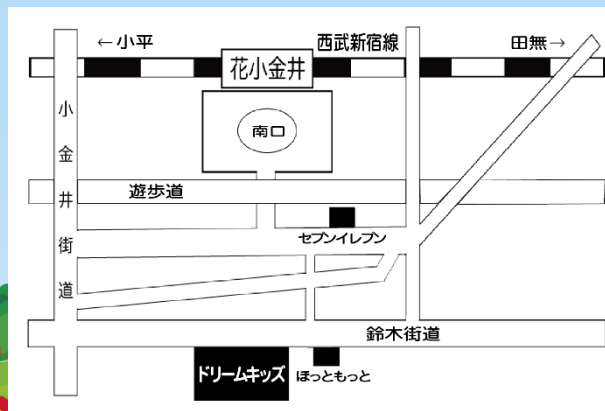 ←小平
西武新宿線
田無→
花小金井
小金井街道
南口
遊歩道
セブンイレブン
鈴木街道
ドリームキッズ
ほっともっと